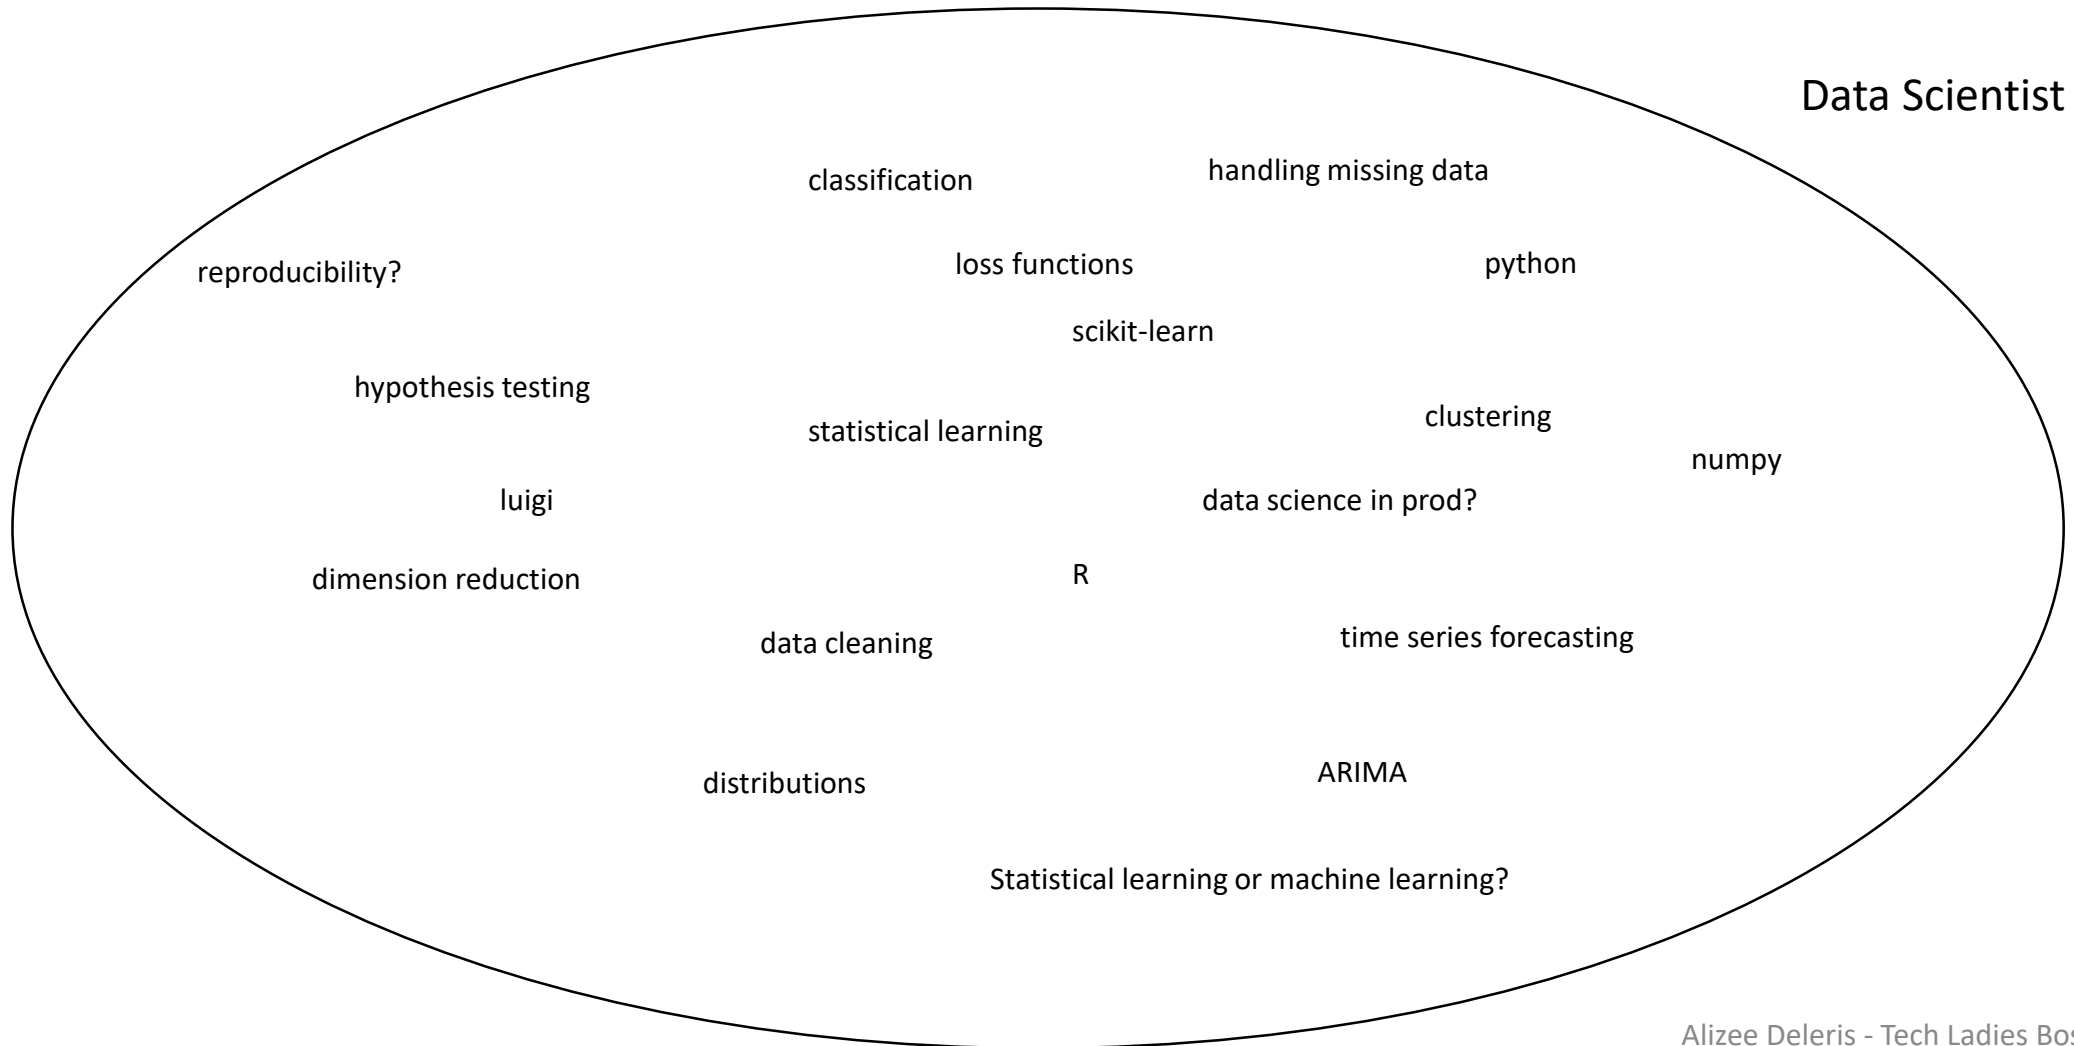 Data Scientist
classification
handling missing data
reproducibility?
loss functions
python
scikit-learn
hypothesis testing
statistical learning
clustering
numpy
luigi
data science in prod?
dimension reduction
R
data cleaning
time series forecasting
distributions
ARIMA
Statistical learning or machine learning?
Alizee Deleris - Tech Ladies Bos